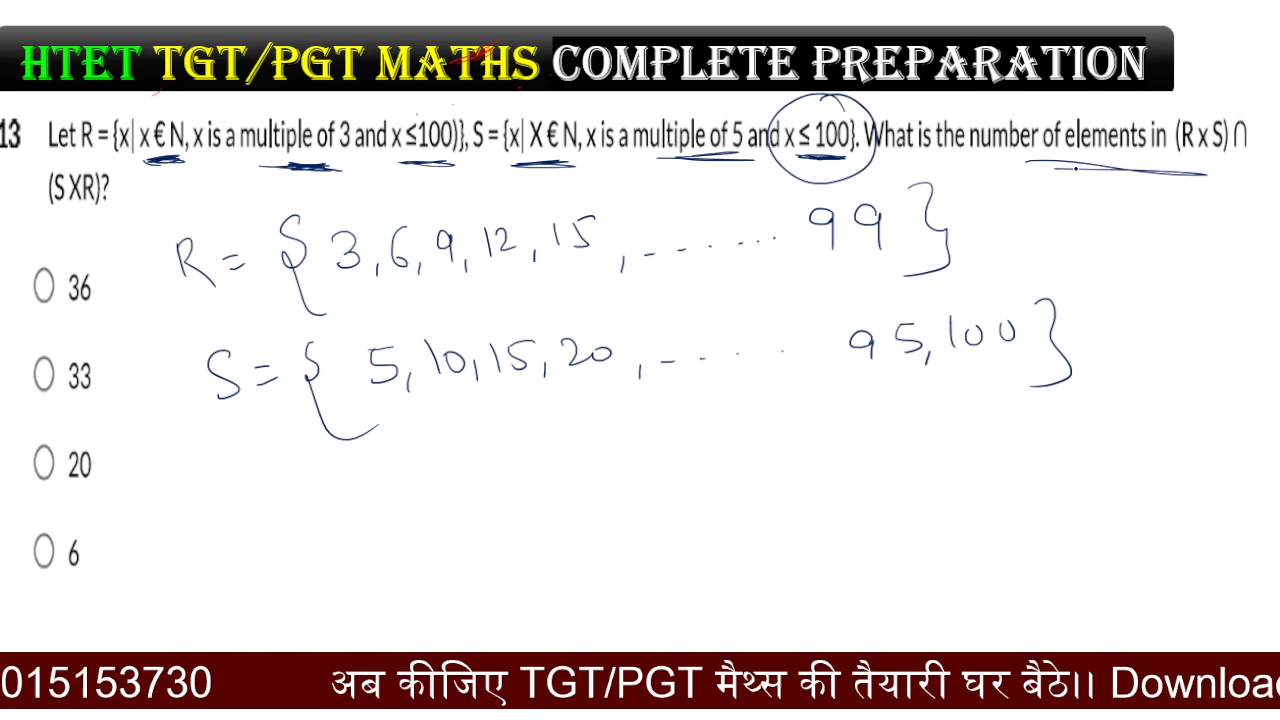 HTET TGT/PGT MATHS COMPLETE PREPARATION
13 Let R = {x| x € N, x is a multiple of 3 and x ≤100)}, S = {x| X € N, x is a multiple of 5 and x ≤ 100}. What is the number of elements in (R x S) ∩
(S XR)?
R = { 3, 6, 9, 12, 15, ------- 99 }
36
S = { 5, 10, 15, 20, ------ 95, 100 }
33
20
6
015153730 अब कीजिए TGT/PGT मैथ्स की तैयारी घर बैठे।। Downloa